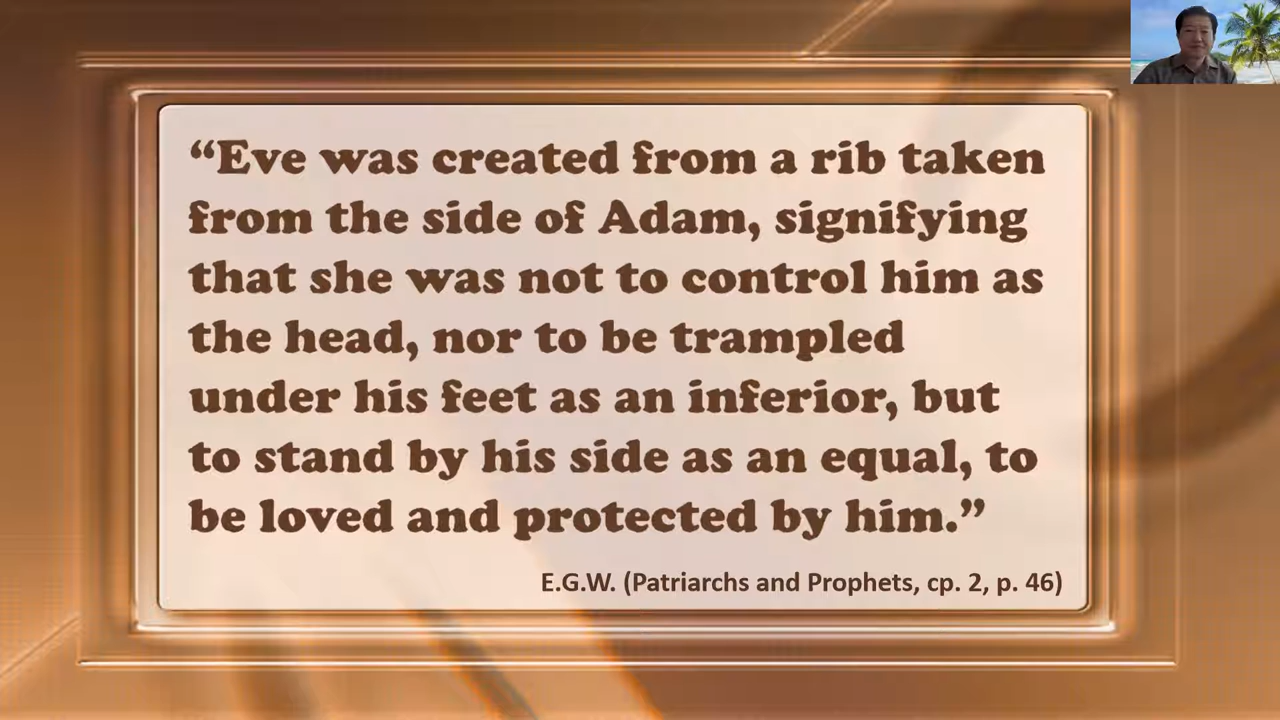 “Eve was created from a rib taken
from the side of Adam, signifying
that she was not to control him as
the head, nor to be trampled
under his feet as an inferior, but
to stand by his side as an equal, to
be loved and protected by him.”
E.G.W. (Patriarchs and Prophets, cp. 2, p. 46)